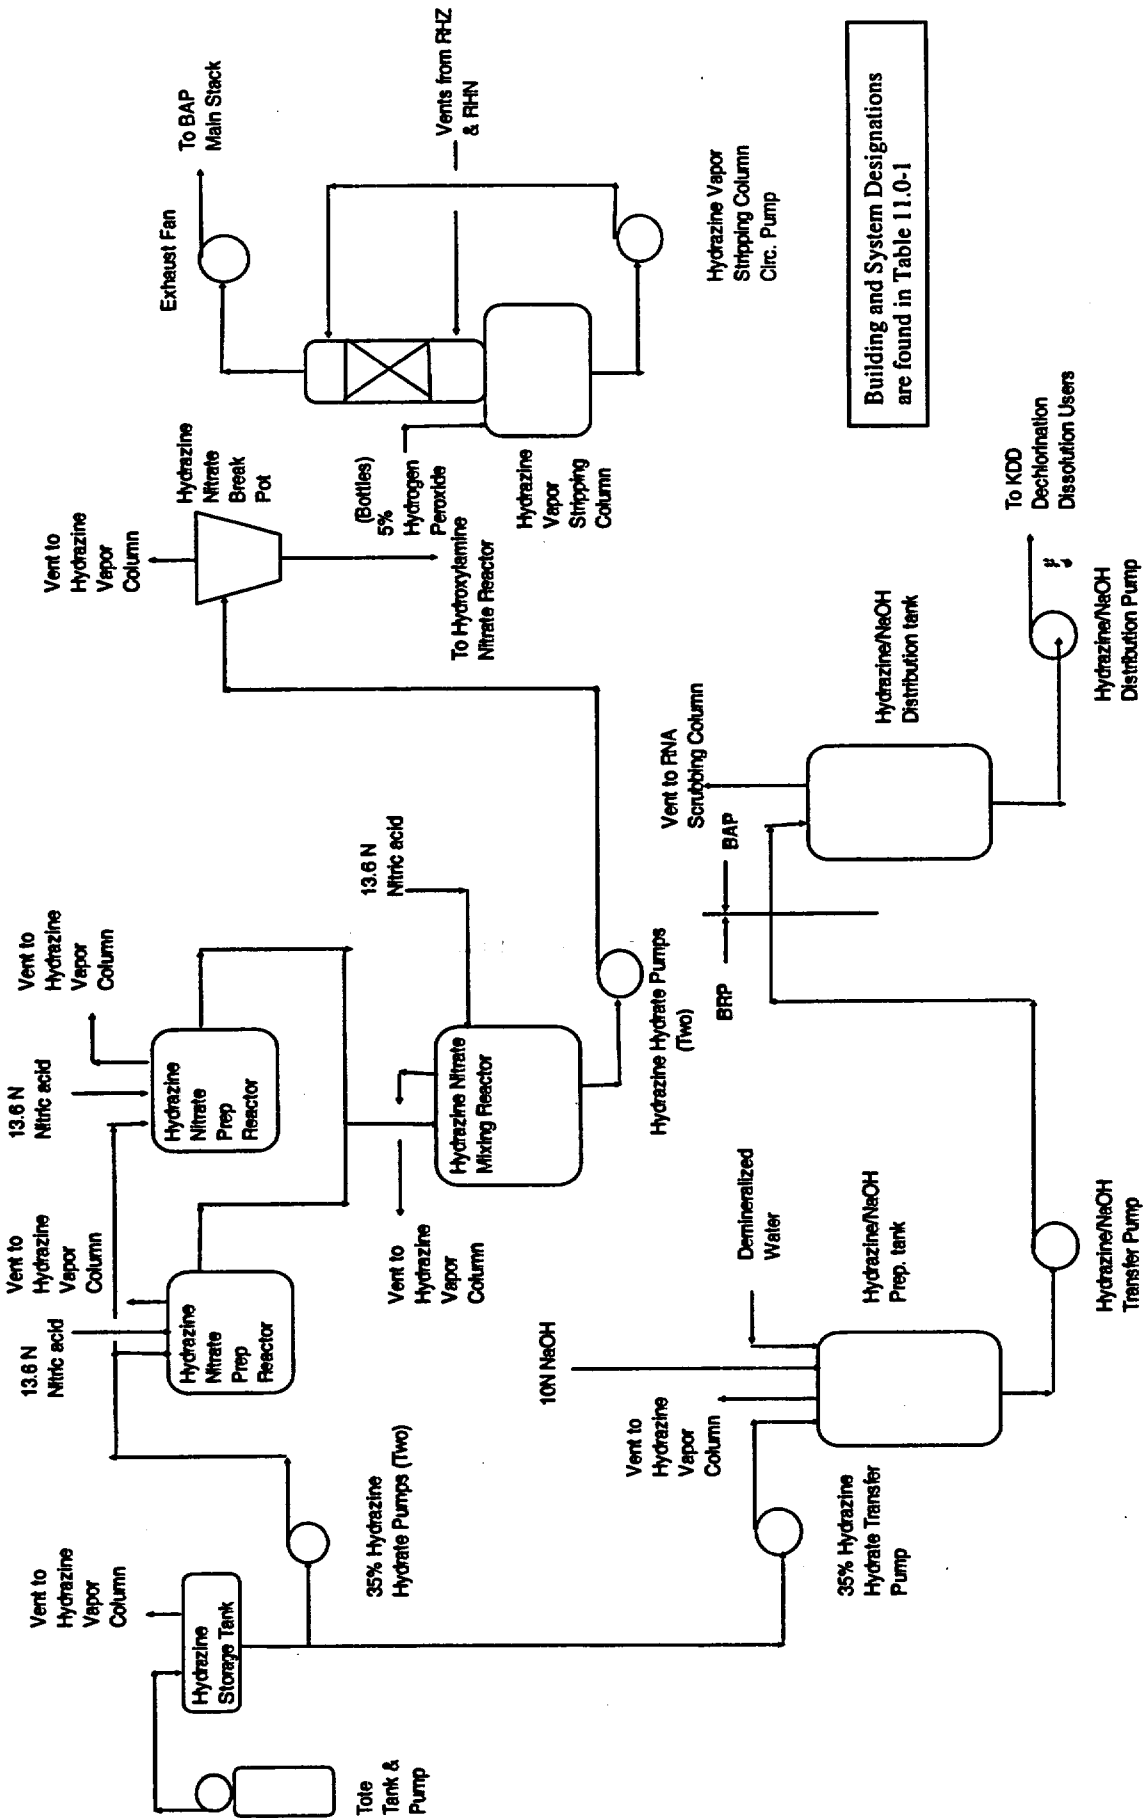 Tote
Tank &
Pump
Hydrazine
Storage Tank
Vent to
Hydrazine
Vapor
Column
35% Hydrazine
Hydrate Pumps (Two)
13.6 N
Nitric acid
Vent to
Hydrazine
Vapor
Column
Hydrazine
Nitrate
Prep
Reactor
13.6 N
Nitric acid
Vent to
Hydrazine
Vapor
Column
Hydrazine
Nitrate
Prep
Reactor
Vent to
Hydrazine
Vapor
Column
Hydrazine Nitrate
Mixing Reactor
13.6 N
Nitric acid
Hydrazine Hydrate Pumps
(Two)
Vent to
Hydrazine
Vapor
Column
Hydrazine
Nitrate
Break
Pot
To Hydroxylamine
Nitrate Reactor
Exhaust Fan
To BAP
Main Stack
(Bottles)
5%
Hydrogen
Peroxide
Hydrazine
Vapor
Stripping
Column
Vents from RHZ
& RHN
Hydrazine Vapor
Stripping Column
Circ. Pump
35% Hydrazine
Hydrate Transfer
Pump
Vent to
Hydrazine
Vapor
Column
10N NaOH
Demineralized
Water
Hydrazine/NaOH
Prep. tank
Hydrazine/NaOH
Transfer Pump
BRP
BAP
Vent to RNA
Scrubbing Column
Hydrazine/NaOH
Distribution tank
Hydrazine/NaOH
Distribution Pump
To KDD
Dechlorination
Dissolution Users
Building and System Designations
are found in Table 11.0-1